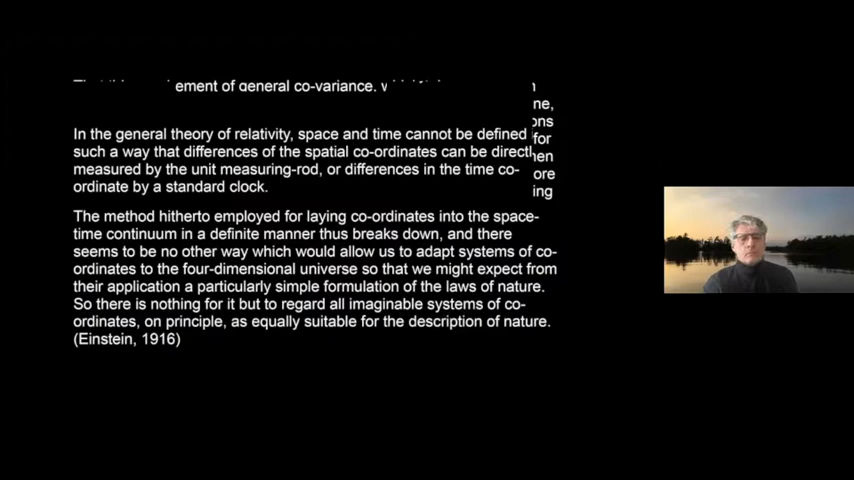 ement of general co-variance.
ne,
ons
In the general theory of relativity, space and time cannot be defined for
such a way that differences of the spatial co-ordinates can be directl hen
measured by the unit measuring-rod, or differences in the time co- ore
ordinate by a standard clock. ing
The method hitherto employed for laying co-ordinates into the space-
time continuum in a definite manner thus breaks down, and there
seems to be no other way which would allow us to adapt systems of co-
ordinates to the four-dimensional universe so that we might expect from
their application a particularly simple formulation of the laws of nature.
So there is nothing for it but to regard all imaginable systems of co-
ordinates, on principle, as equally suitable for the description of nature.
(Einstein, 1916)